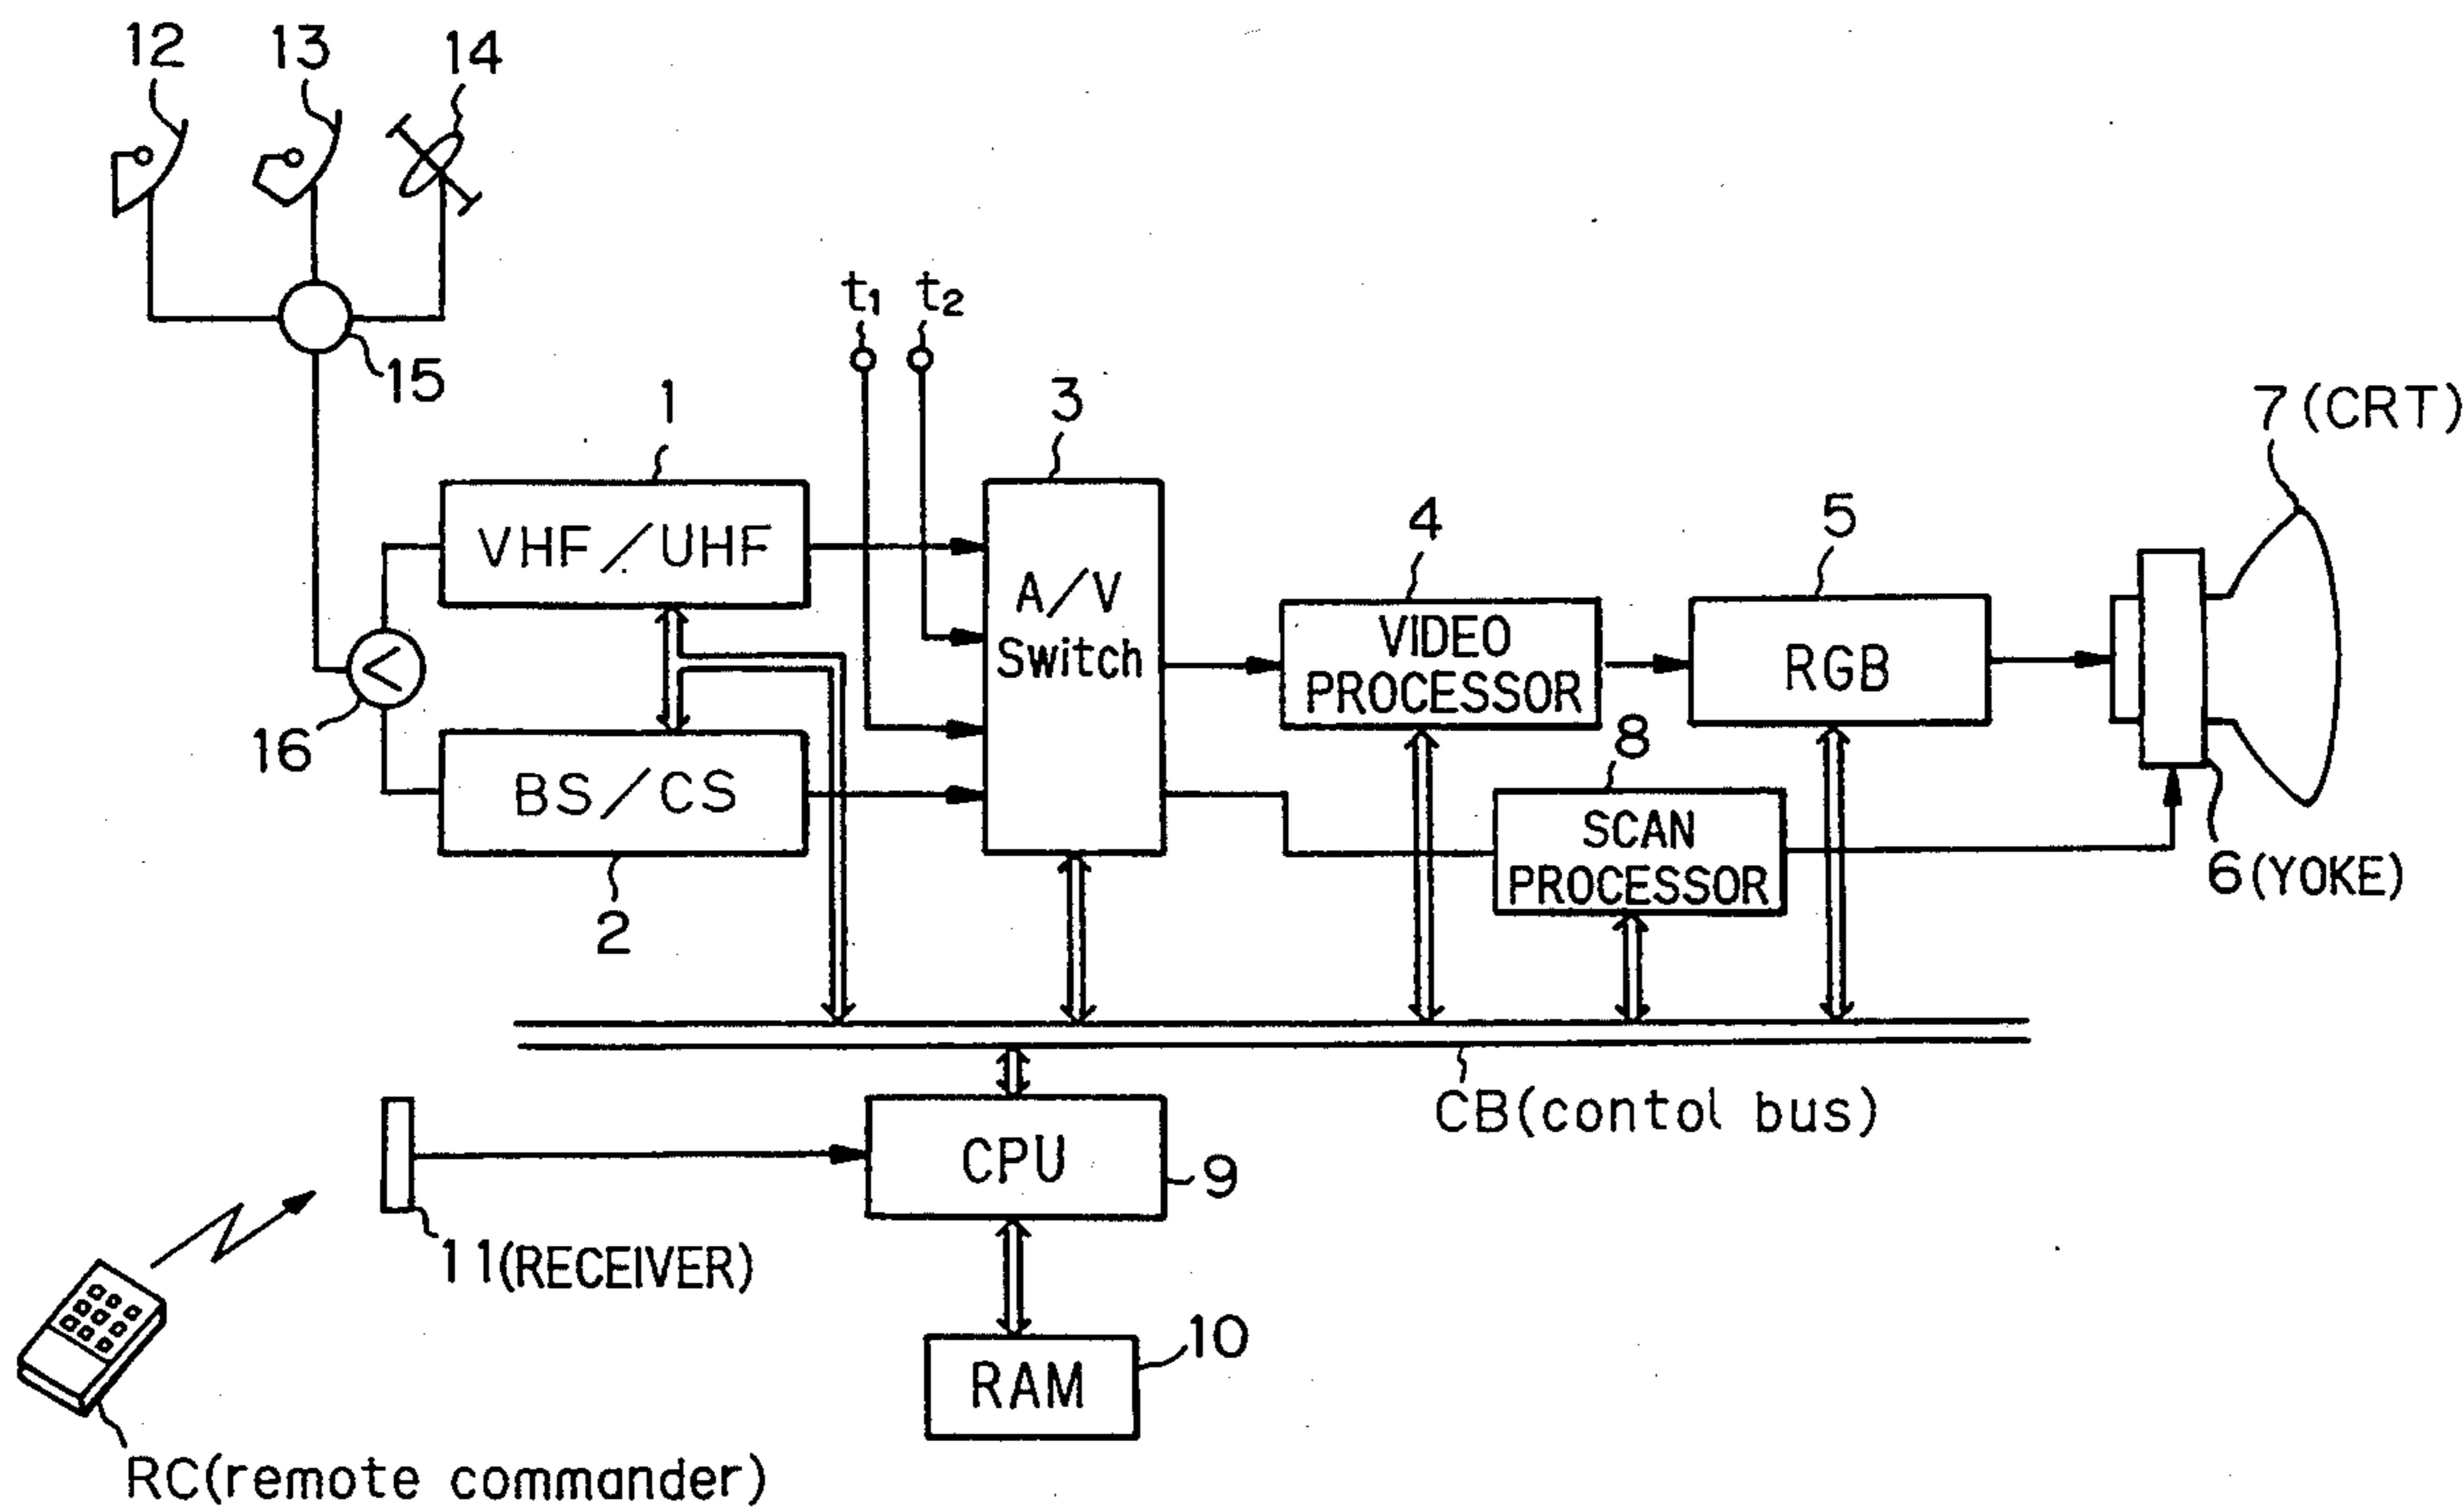 12
13
14
15
t1
t2
1
3
7(CRT)
VHF/UHF
4
5
A/V
Switch
VIDEO
PROCESSOR
RGB
16
8
BS/CS
SCAN
PROCESSOR
6(YOKE)
2
CB(contol bus)
CPU
9
11(RECEIVER)
10
RAM
RC(remote commander)